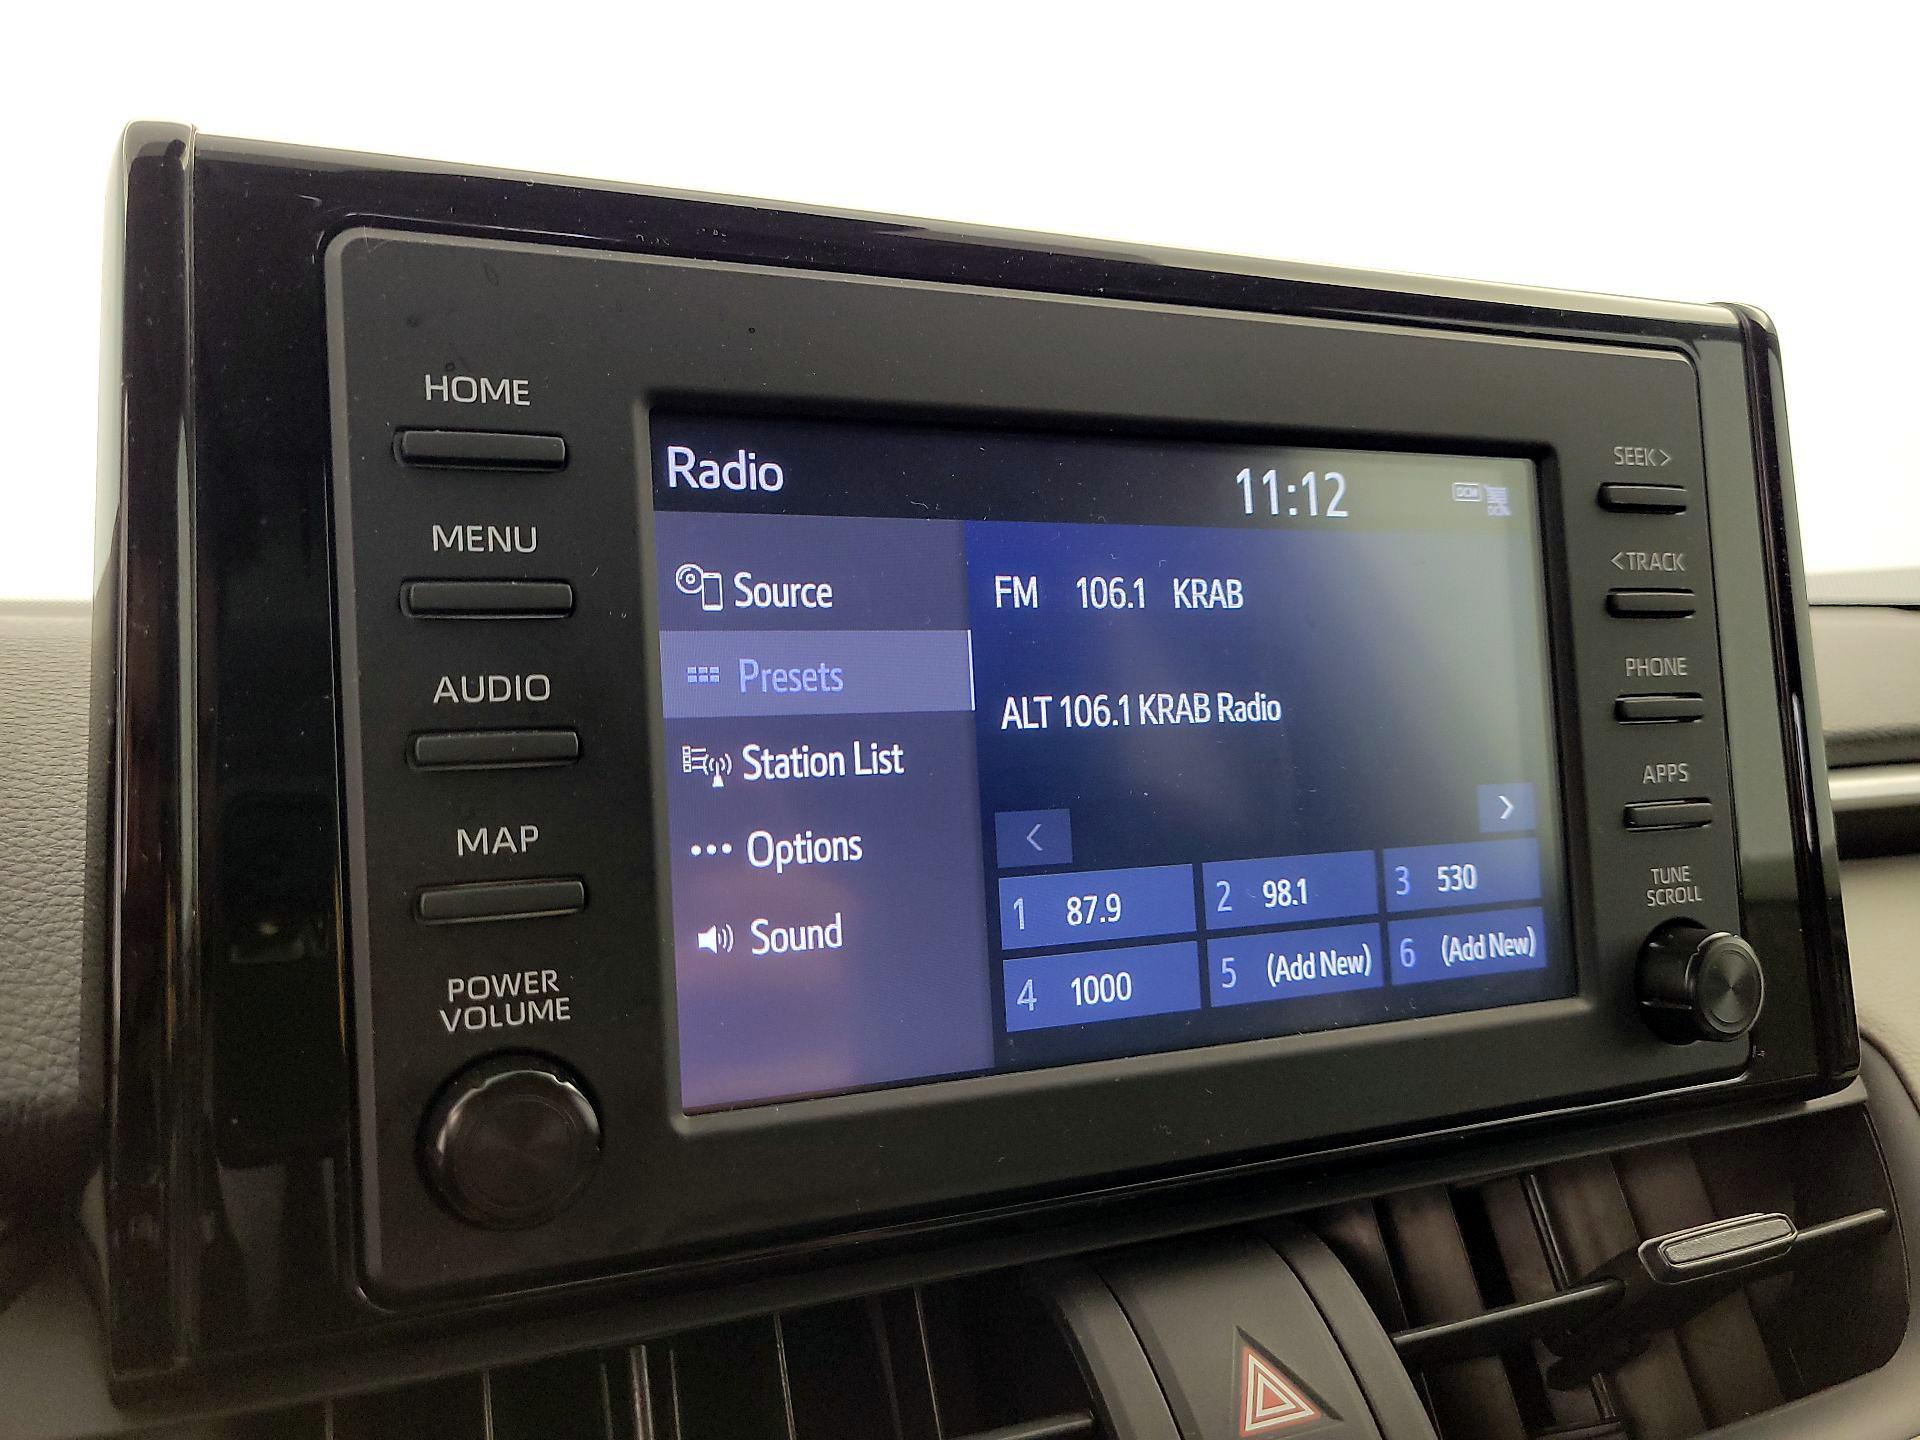 HOME
MENU
AUDIO
MAP
POWER
VOLUME
Radio
11:12
DCM
Source
Presets
Station List
Options
Sound
FM 106.1 KRAB
ALT 106.1 KRAB Radio
<
>
1 87.9
2 98.1
3 530
4 1000
5 (Add New)
6 (Add New)
SEEK >
< TRACK
PHONE
APPS
TUNE
SCROLL